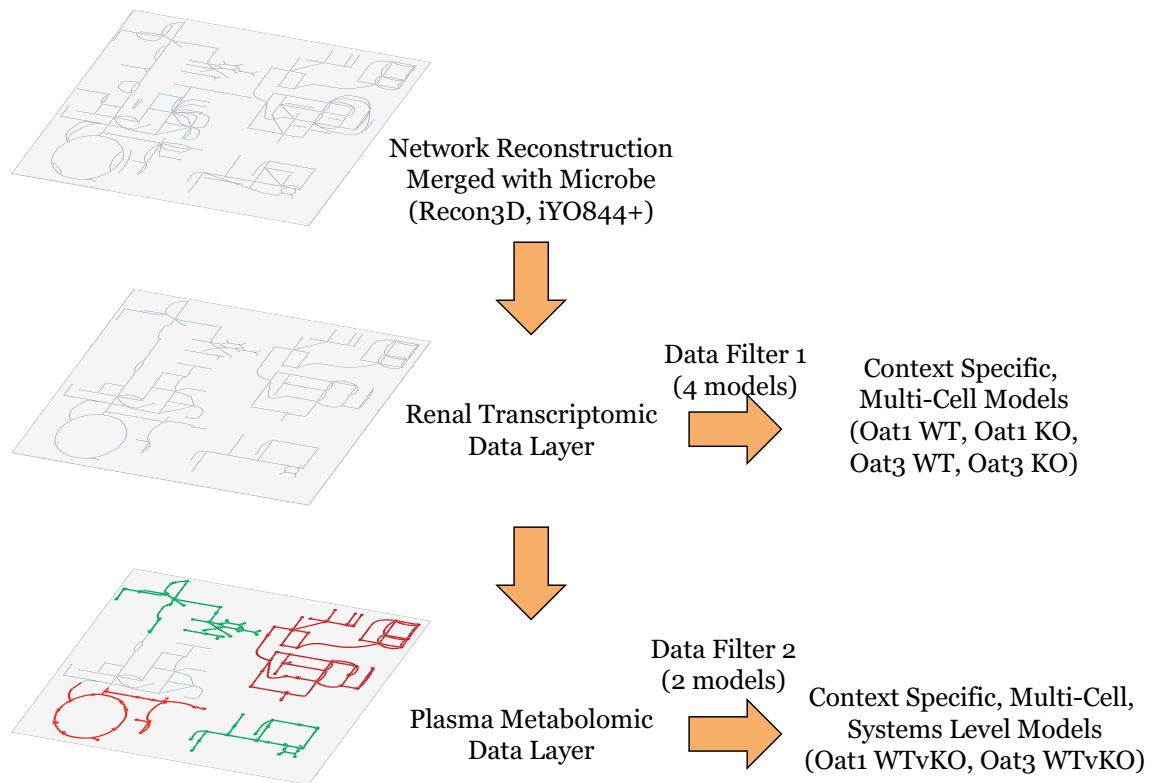 Network Reconstruction
Merged with Microbe
(Recon3D, iYO844+)
Data Filter 1
(4 models)
Renal Transcriptomic
Data Layer
Context Specific,
Multi-Cell Models
(Oat1 WT, Oat1 KO,
Oat3 WT, Oat3 KO)
Data Filter 2
(2 models)
Plasma Metabolomic
Data Layer
Context Specific, Multi-Cell,
Systems Level Models
(Oat1 WTvKO, Oat3 WTvKO)